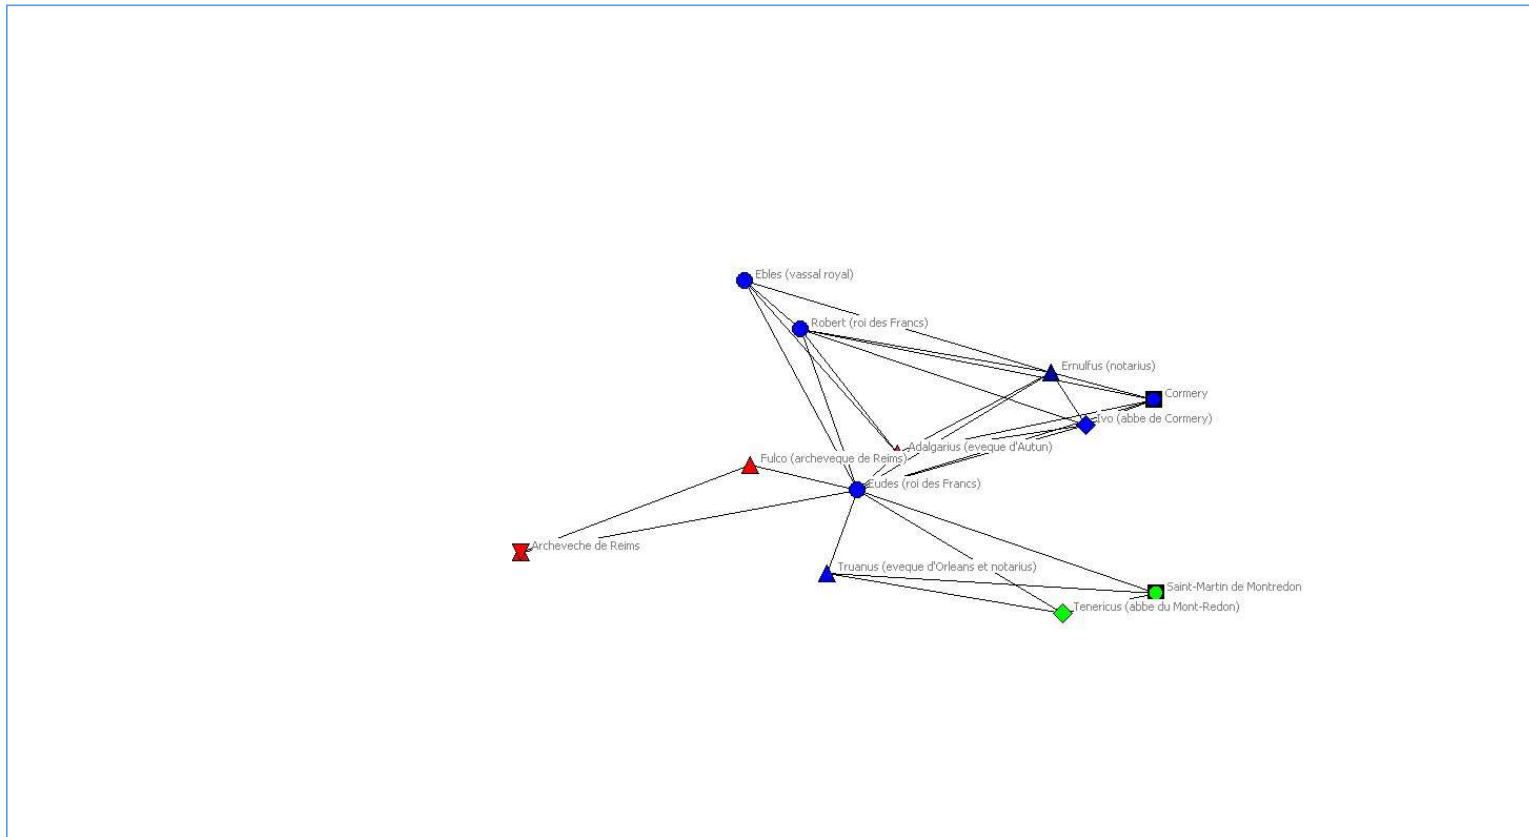 Ebles (vassal royal)
Robert (roi des Francs)
Ernulfus (notarius)
Cormery
Ivo (abbe de Cormery)
Adalgarius (eveque d'Autun)
Fulco (archeveque de Reims)
Eudes (roi des Francs)
Archeveche de Reims
Truanus (eveque d'Orleans et notarius)
Saint-Martin de Montredon
Tenericus (abbe du Mont-Redon)